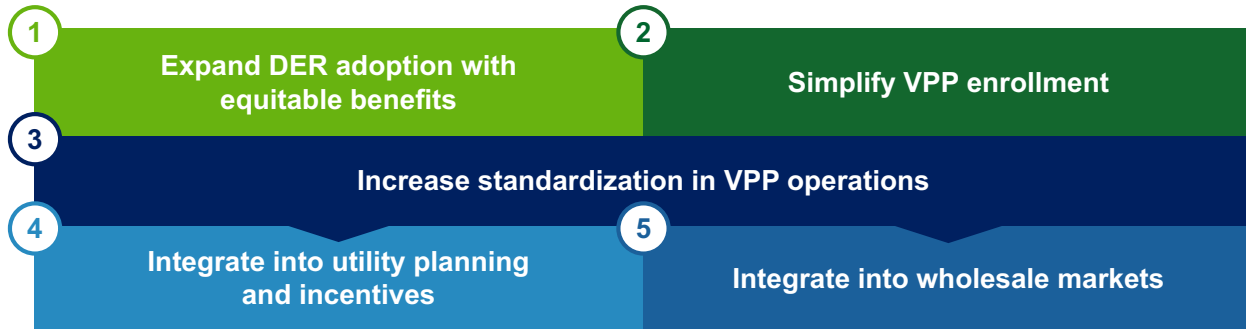 1
Expand DER adoption with
equitable benefits
2
Simplify VPP enrollment
3
Increase standardization in VPP operations
4
Integrate into utility planning
and incentives
5
Integrate into wholesale markets